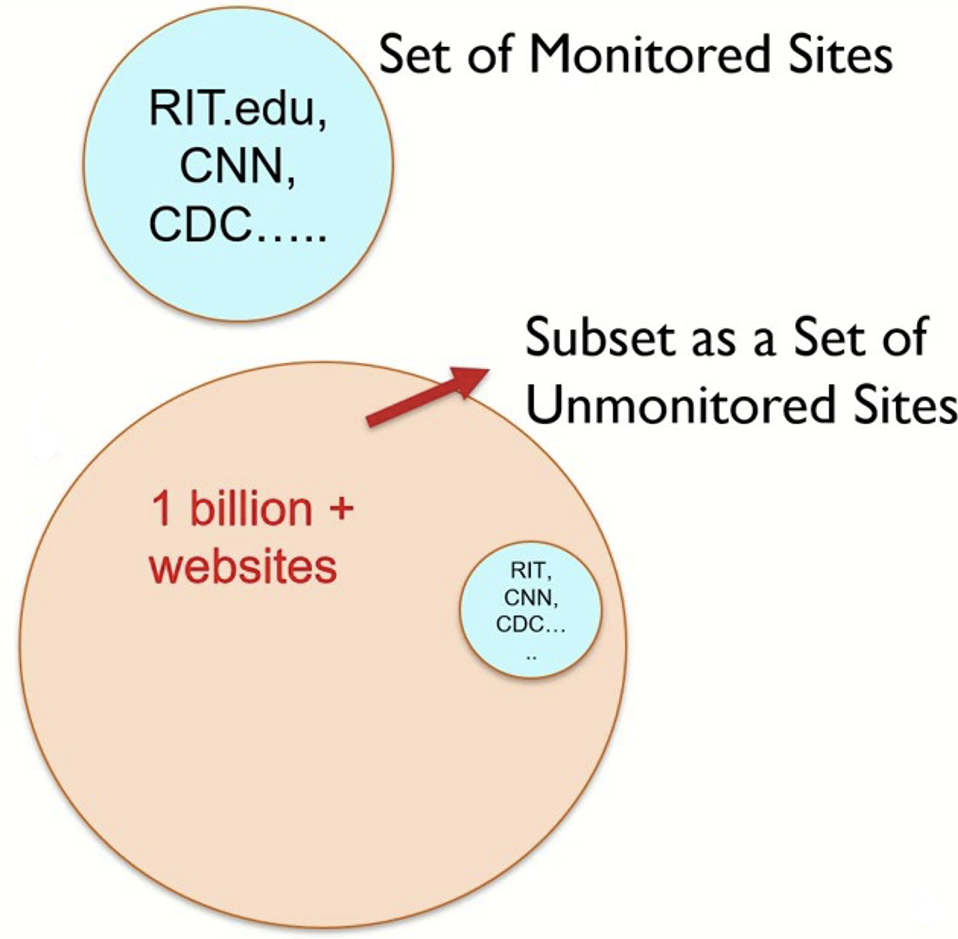 Set of Monitored Sites
RIT.edu,
CNN,
CDC.....
Subset as a Set of
Unmonitored Sites
1 billion +
websites
RIT,
CNN,
CDC...
..